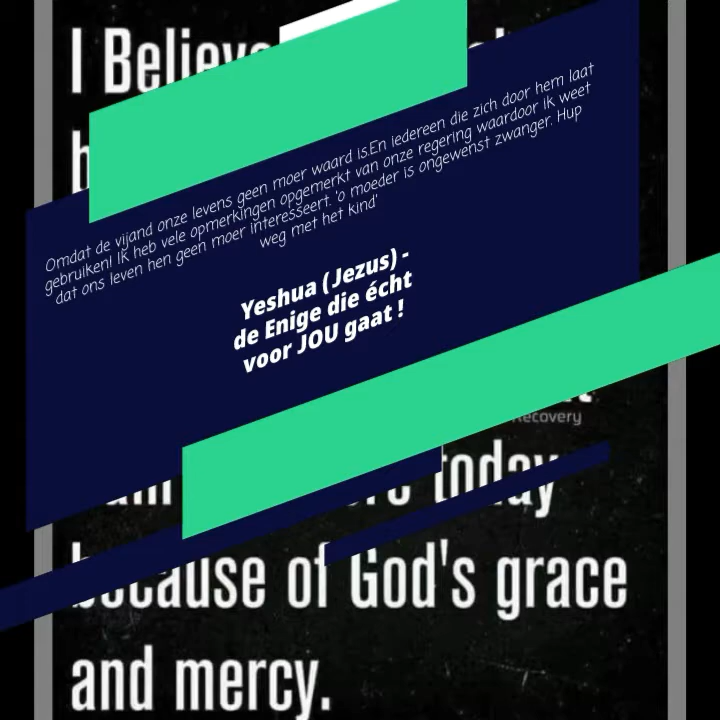 I Believe
Omdat de vijand onze levens geen moer waard is.En iedereen die zich door hem laat
gebruiken! Ik heb vele opmerkingen opgemerkt van onze regering waardoor ik weet
dat ons leven hen geen moer interesseert. 'o moeder is ongewenst zwanger. Hup
weg met het kind'
Yeshua ( Jezus) -
de Enige die écht
voor JOU gaat !
Recovery
today
because of God's grace
and mercy.